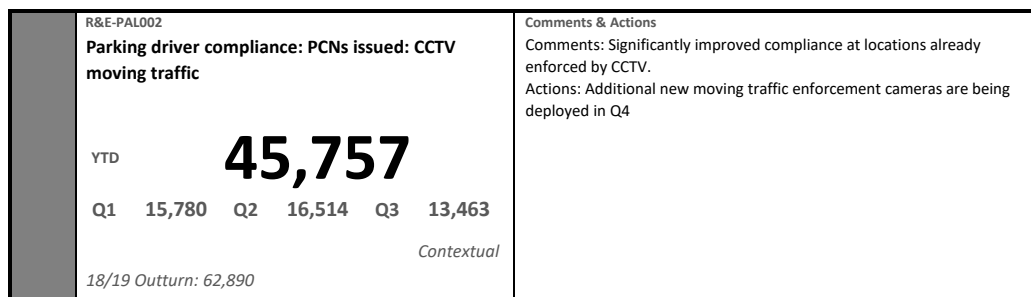 R&E-PAL002
Parking driver compliance: PCNs issued: CCTV
moving traffic
YTD 45,757
Q1 15,780 Q2 16,514 Q3 13,463
Contextual
18/19 Outturn: 62,890
Comments & Actions
Comments: Significantly improved compliance at locations already
enforced by CCTV.
Actions: Additional new moving traffic enforcement cameras are being
deployed in Q4